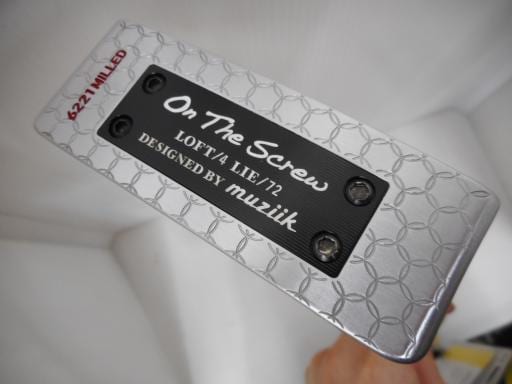 6221 MILLED
On The Screw
LOFT/4 LIE/72
DESIGNED BY muziik